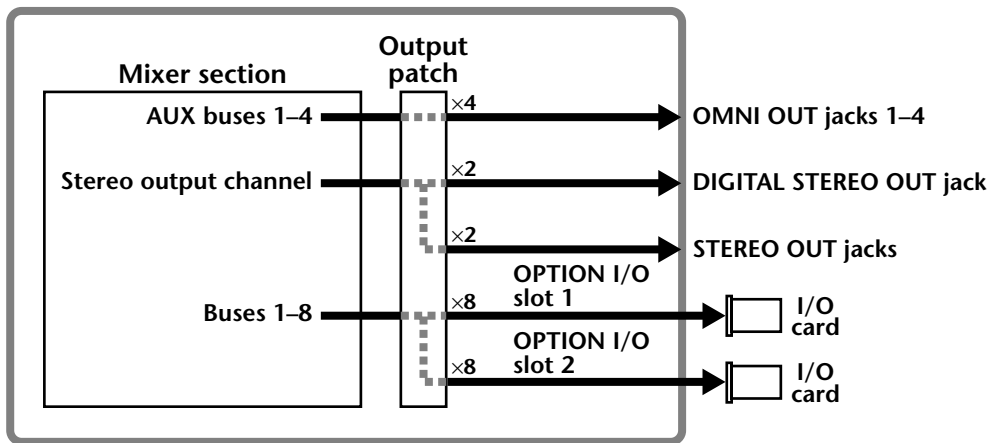 Output
patch
Mixer section
AUX buses 1–4
×4
OMNI OUT jacks 1–4
Stereo output channel
×2
DIGITAL STEREO OUT jack
×2
STEREO OUT jacks
OPTION I/O
slot 1
Buses 1–8
×8
I/O
card
OPTION I/O
slot 2
×8
I/O
card